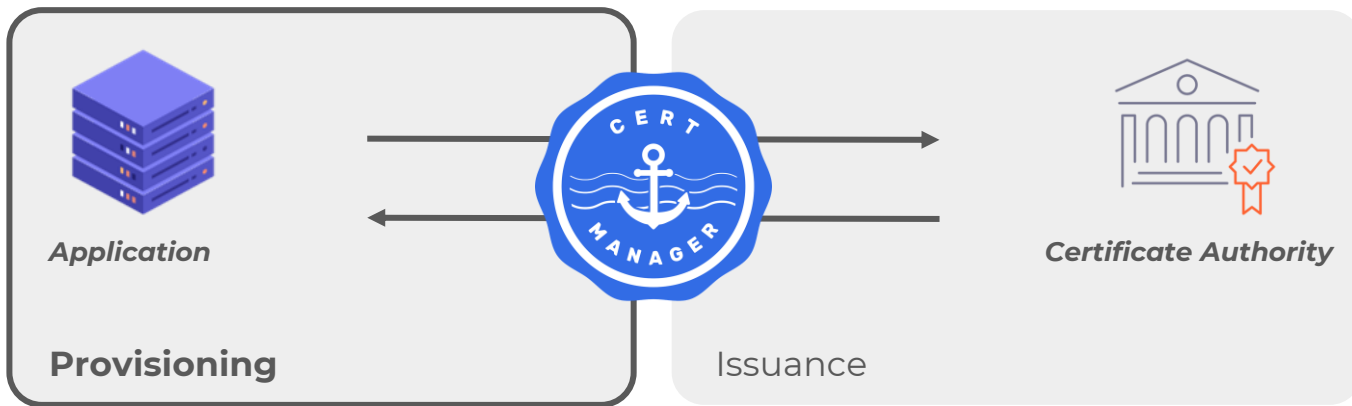 CERT
MANAGER
Application
Certificate Authority
Provisioning
Issuance